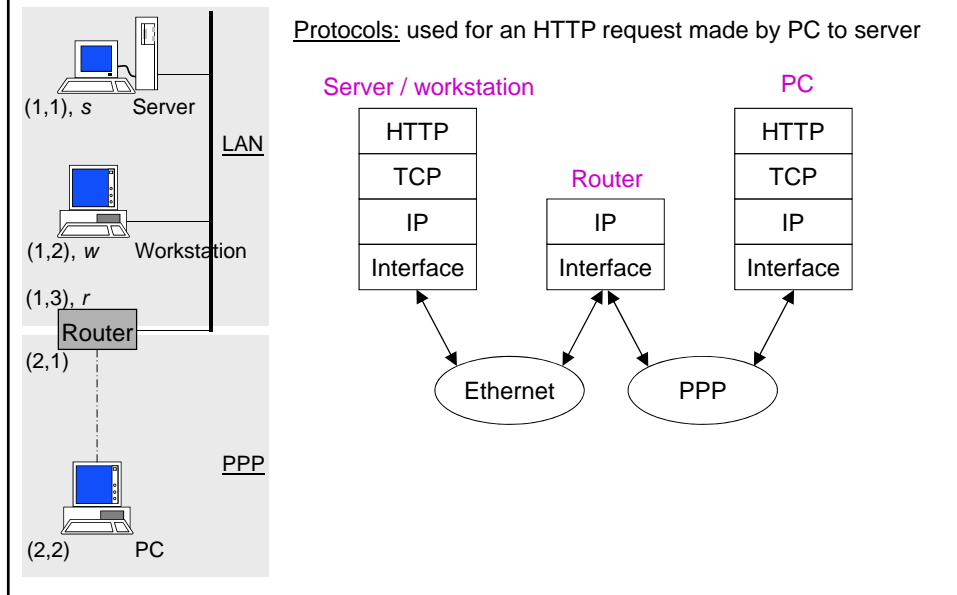 Protocols: used for an HTTP request made by PC to server
(1,1), s Server
LAN
(1,2), w Workstation
(1,3), r
Router
(2,1)
PPP
(2,2) PC
Server / workstation
HTTP
TCP
IP
Interface
Router
IP
Interface
PC
HTTP
TCP
IP
Interface
Ethernet
PPP